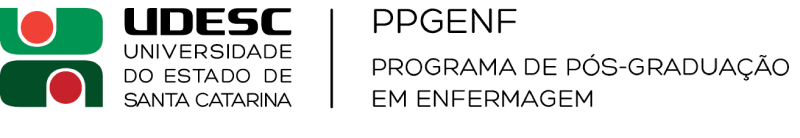 UDESC
UNIVERSIDADE
DO ESTADO DE
SANTA CATARINA
PPGENF
PROGRAMA DE PÓS-GRADUAÇÃO
EM ENFERMAGEM